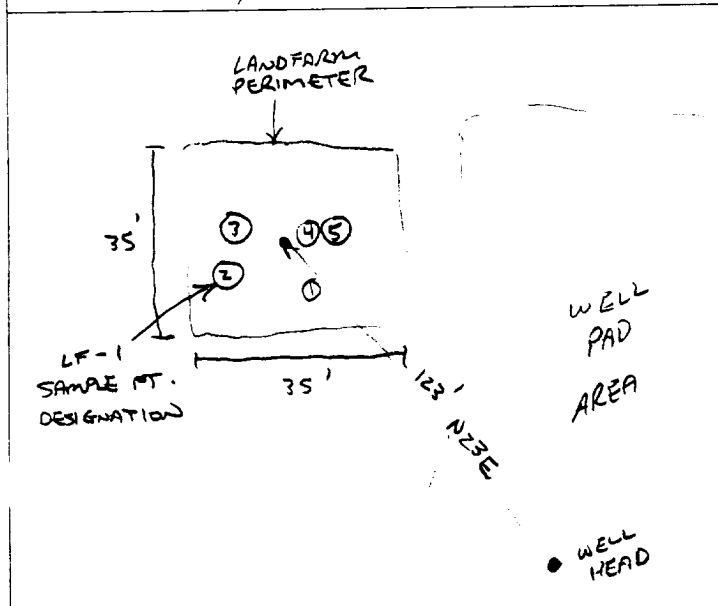 LANDFARM
PERIMETER
35'
3
4
5
2
1
LF-1
SAMPLE PT.
DESIGNATION
35'
123'
N23E
WELL
PAD
AREA
WELL
HEAD